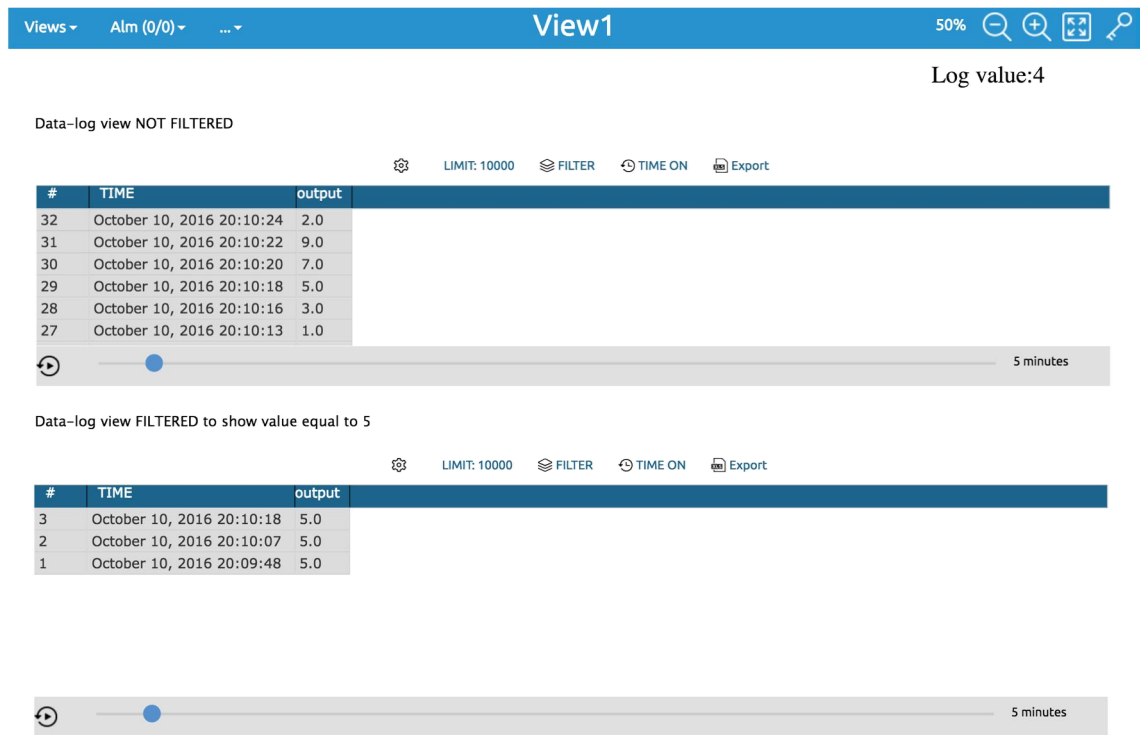 Views Alm (0/0) ... View1 50%
Log value:4
Data-log view NOT FILTERED
LIMIT: 10000 FILTER TIME ON Export
# TIME output
32 October 10, 2016 20:10:24 2.0
31 October 10, 2016 20:10:22 9.0
30 October 10, 2016 20:10:20 7.0
29 October 10, 2016 20:10:18 5.0
28 October 10, 2016 20:10:16 3.0
27 October 10, 2016 20:10:13 1.0
5 minutes
Data-log view FILTERED to show value equal to 5
LIMIT: 10000 FILTER TIME ON Export
# TIME output
3 October 10, 2016 20:10:18 5.0
2 October 10, 2016 20:10:07 5.0
1 October 10, 2016 20:09:48 5.0
5 minutes